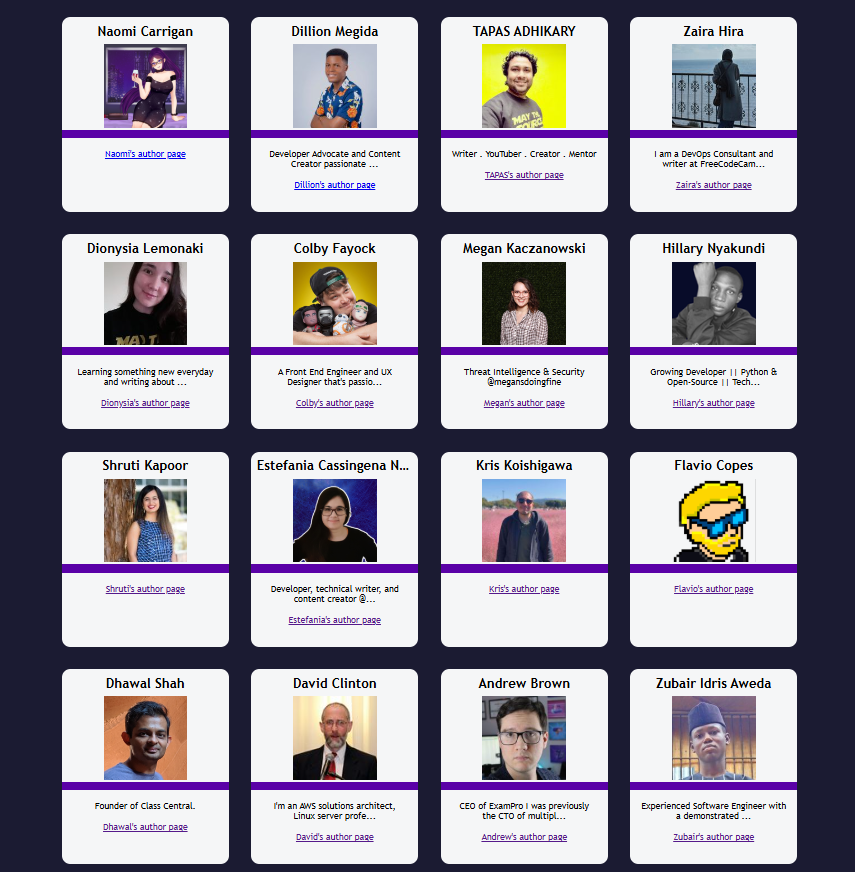 Naomi Carrigan
Naomi's author page
Dillion Megida
Developer Advocate and Content
Creator passionate ...
Dillion's author page
TAPAS ADHIKARY
MAY TH
SOURCE
Writer . YouTuber . Creator . Mentor
TAPAS's author page
Zaira Hira
I am a DevOps Consultant and
writer at FreeCodeCam...
Zaira's author page
Dionysia Lemonaki
MAY T
Learning something new everyday
and writing about ...
Dionysia's author page
Colby Fayock
A Front End Engineer and UX
Designer that's passio...
Colby's author page
Megan Kaczanowski
Threat Intelligence & Security
@megansdoingfine
Megan's author page
Hillary Nyakundi
Growing Developer || Python &
Open-Source || Tech...
Hillary's author page
Shruti Kapoor
Shruti's author page
Estefania Cassingena N...
Developer, technical writer, and
content creator @...
Estefania's author page
Kris Koishigawa
Kris's author page
Flavio Copes
Flavio's author page
Dhawal Shah
Founder of Class Central.
Dhawal's author page
David Clinton
I'm an AWS solutions architect,
Linux server profe...
David's author page
Andrew Brown
CEO of ExamPro I was previously
the CTO of multipl...
Andrew's author page
Zubair Idris Aweda
Experienced Software Engineer with
a demonstrated ...
Zubair's author page